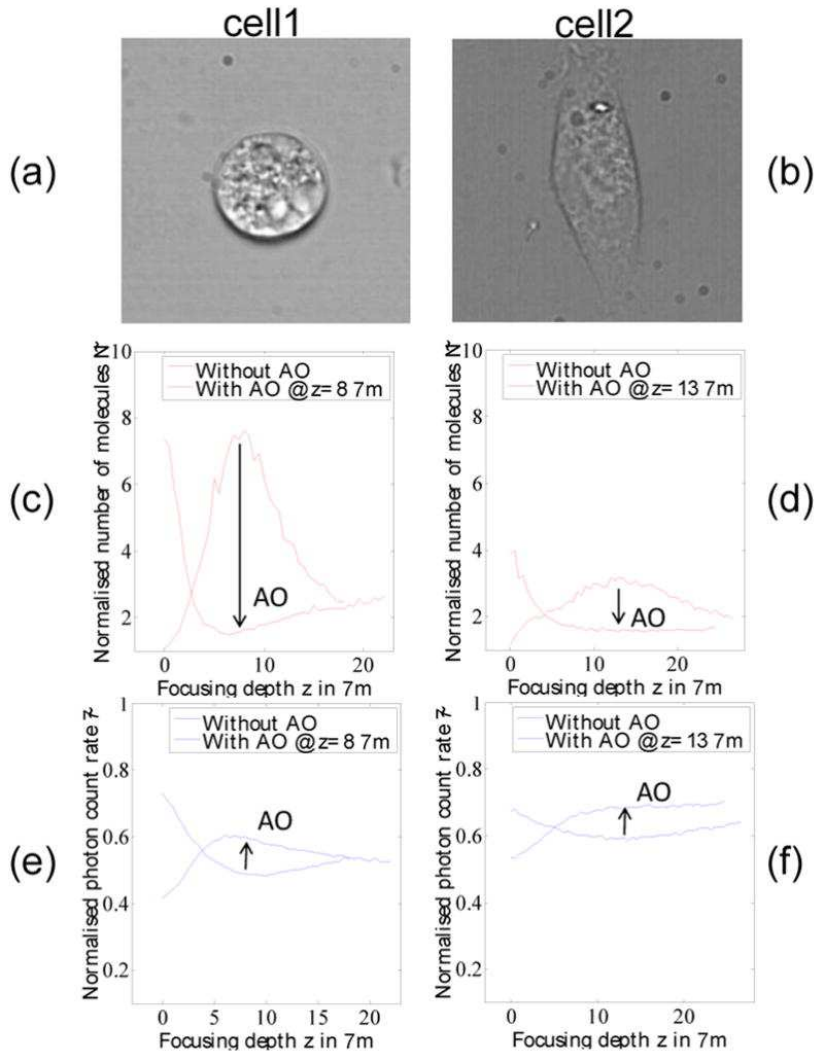 cell1
cell2
(a)
(b)
(c)
Normalised number of molecules N
10
8
6
4
2
Without AO
With AO @z= 8 7m
AO
0
10
20
Focusing depth z in 7m
(d)
Normalised number of molecules N
10
8
6
4
2
Without AO
With AO @z= 13 7m
AO
0
10
20
Focusing depth z in 7m
(e)
Normalised photon count rate 7
1
0.8
0.6
0.4
0.2
Without AO
With AO @z= 8 7m
AO
0
5
10
15
20
Focusing depth z in 7m
(f)
Normalised photon count rate 7
1
0.8
0.6
0.4
0.2
Without AO
With AO @z= 13 7m
AO
0
10
20
Focusing depth z in 7m